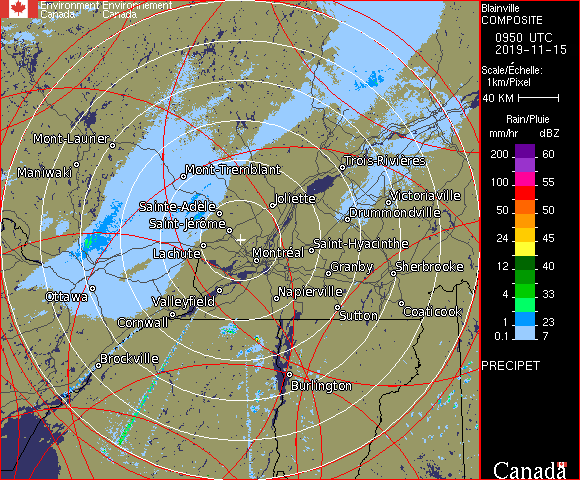 Environment Environnement
Canada Canada
Blainville
COMPOSITE
0950 UTC
2019-11-15
Scale/Échelle:
1km/Pixel
40 KM
Rain/Pluie
mm/hr dBZ
200 60
100 55
50 50
24 45
12 40
4 33
1 23
0.1 7
PRECIPET
Canada
Mont-Laurier
Maniwaki
Mont-Tremblant
Trois-Rivières
Sainte-Adèle
Joliette
Victoriaville
Saint-Jérôme
Drummondville
Lachute
Montréal
Saint-Hyacinthe
Granby
Sherbrooke
Ottawa
Valleyfield
Napierville
Cornwall
Sutton
Coaticook
Brockville
Burlington